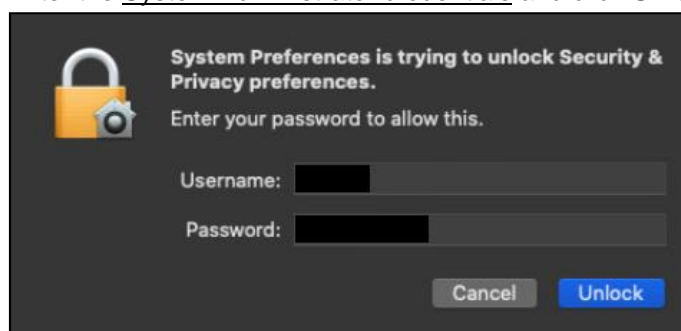 System Preferences is trying to unlock Security &
Privacy preferences.
Enter your password to allow this.
Username:
Password:
Cancel Unlock